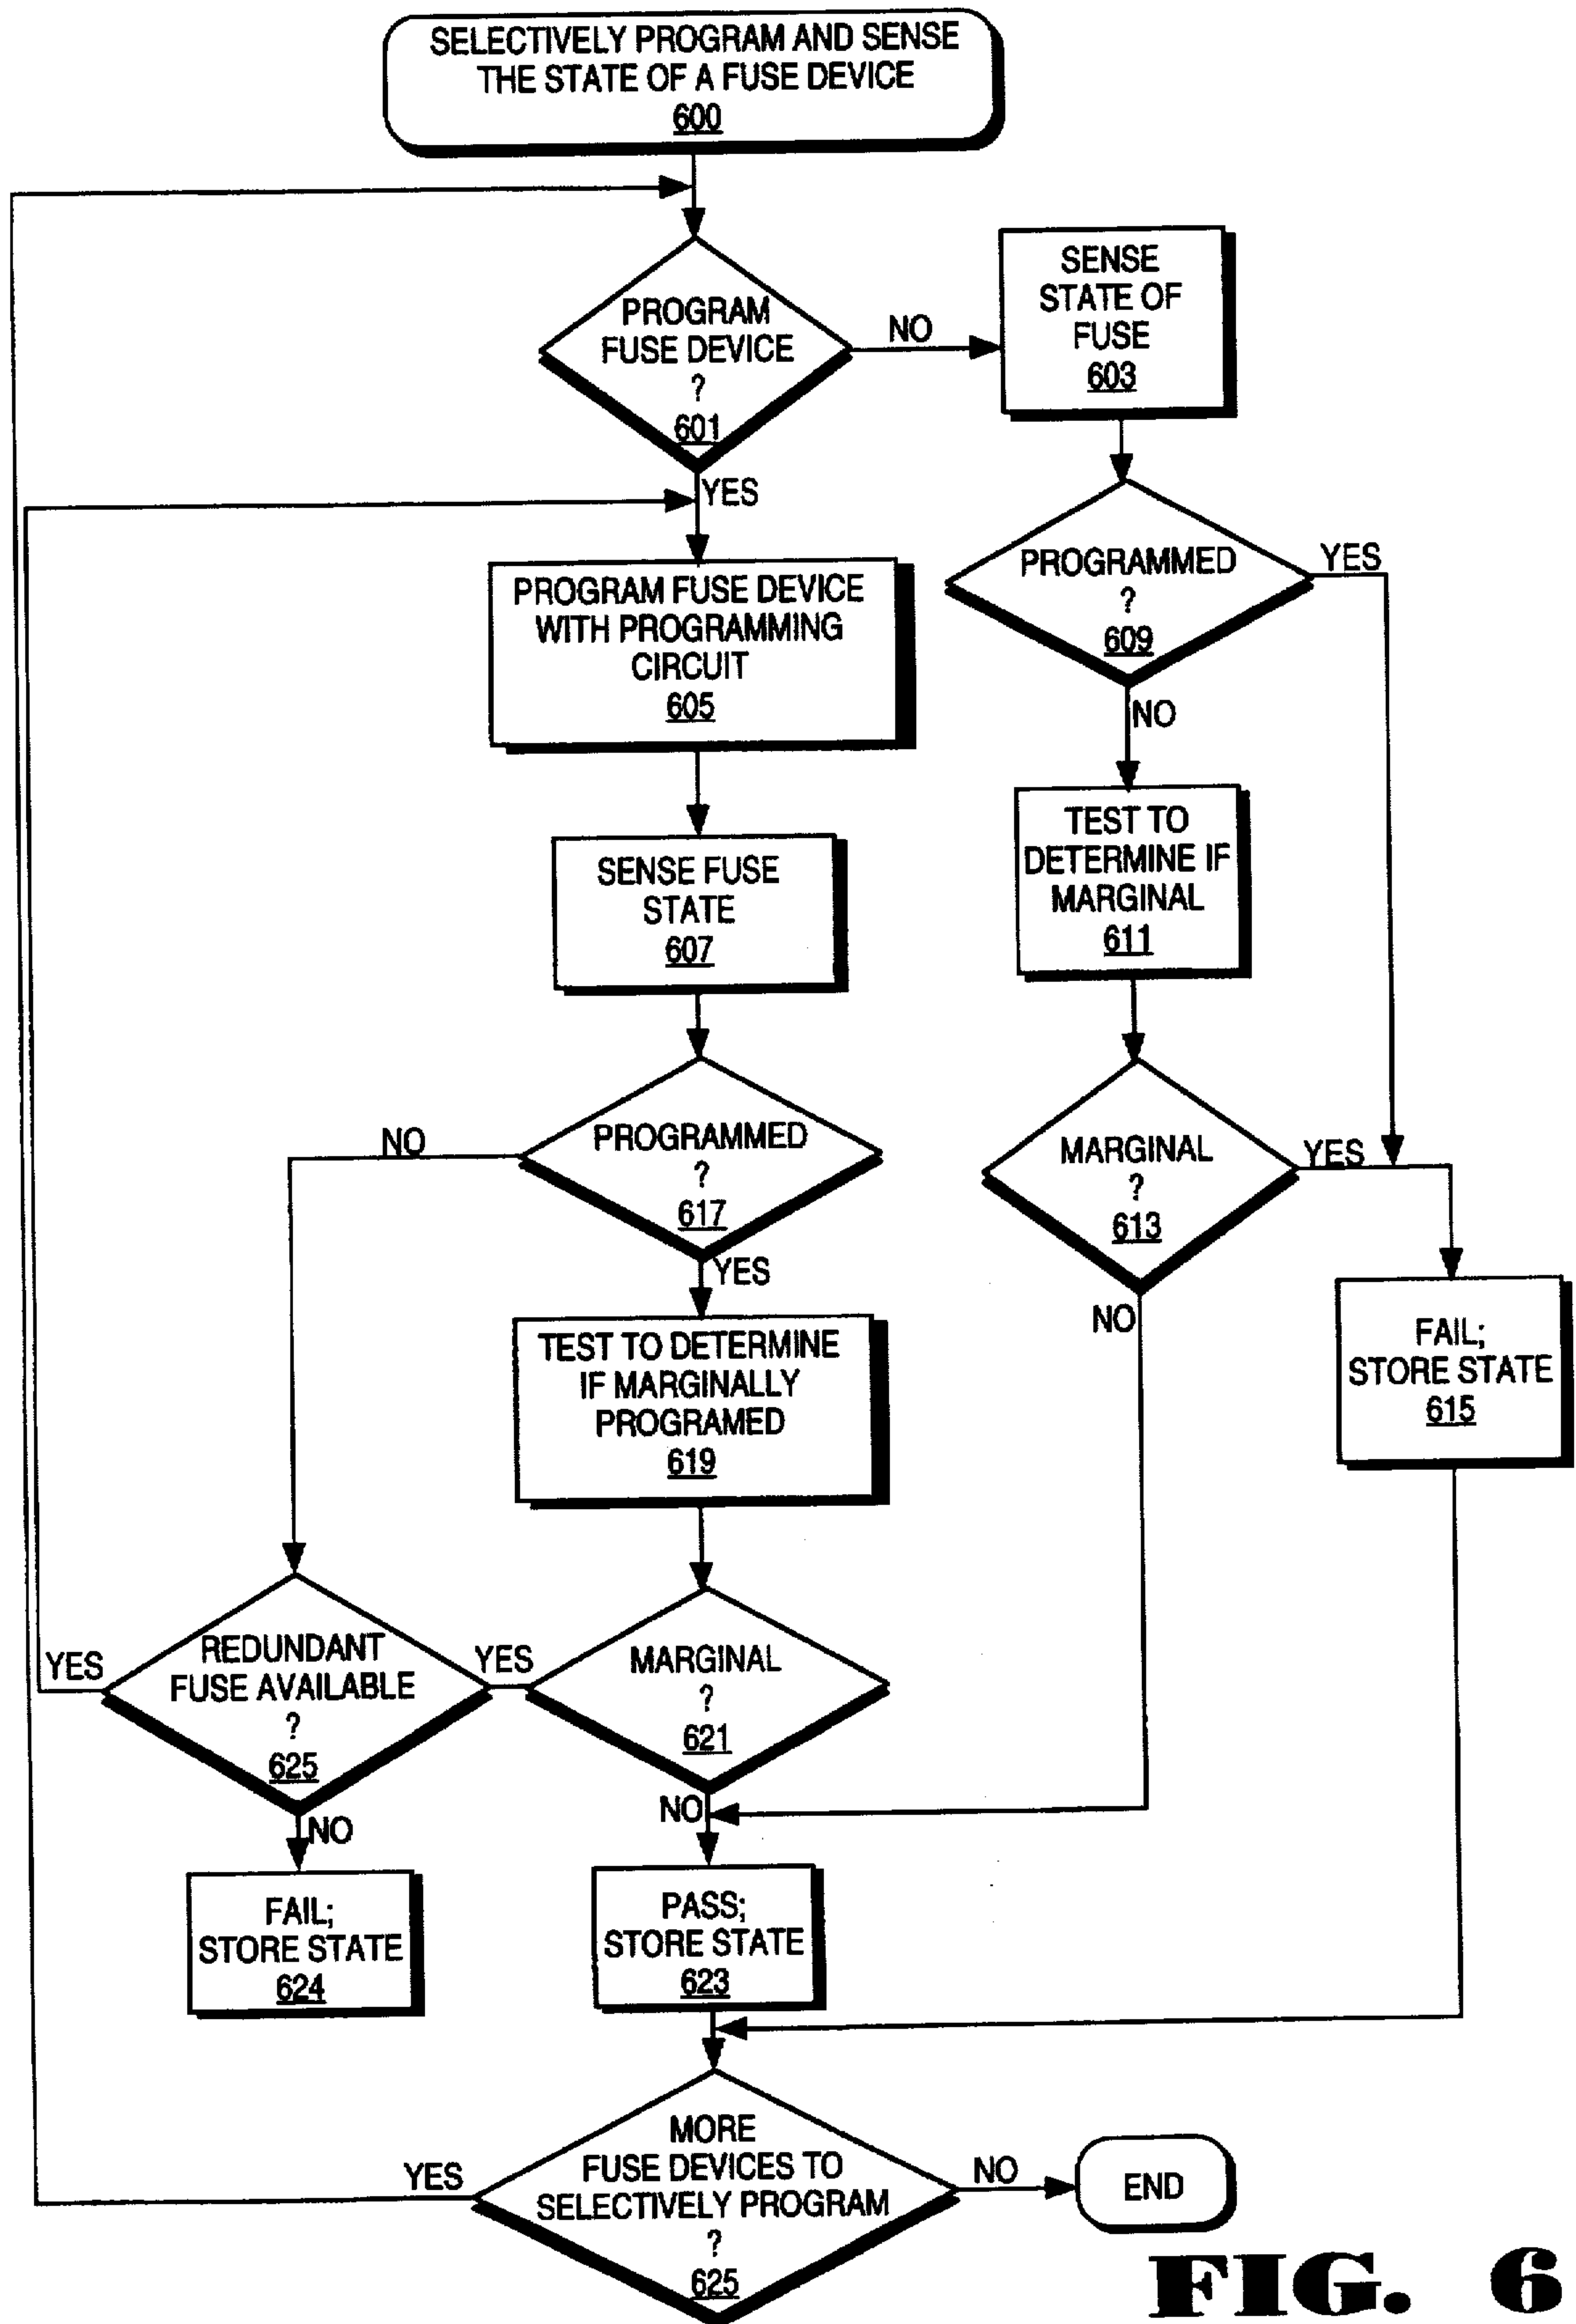 SELECTIVELY PROGRAM AND SENSE
THE STATE OF A FUSE DEVICE
600
PROGRAM
FUSE DEVICE
?
601
NO
YES
SENSE
STATE OF
FUSE
603
PROGRAMMED
?
609
YES
NO
PROGRAM FUSE DEVICE
WITH PROGRAMMING
CIRCUIT
605
SENSE FUSE
STATE
607
TEST TO
DETERMINE IF
MARGINAL
611
PROGRAMMED
?
617
NO
YES
MARGINAL
?
613
YES
NO
TEST TO DETERMINE
IF MARGINALLY
PROGRAMED
619
FAIL;
STORE STATE
615
REDUNDANT
FUSE AVAILABLE
?
625
YES
NO
MARGINAL
?
621
YES
NO
FAIL;
STORE STATE
624
PASS;
STORE STATE
623
MORE
FUSE DEVICES TO
SELECTIVELY PROGRAM
?
625
YES
NO
END
FIG. 6